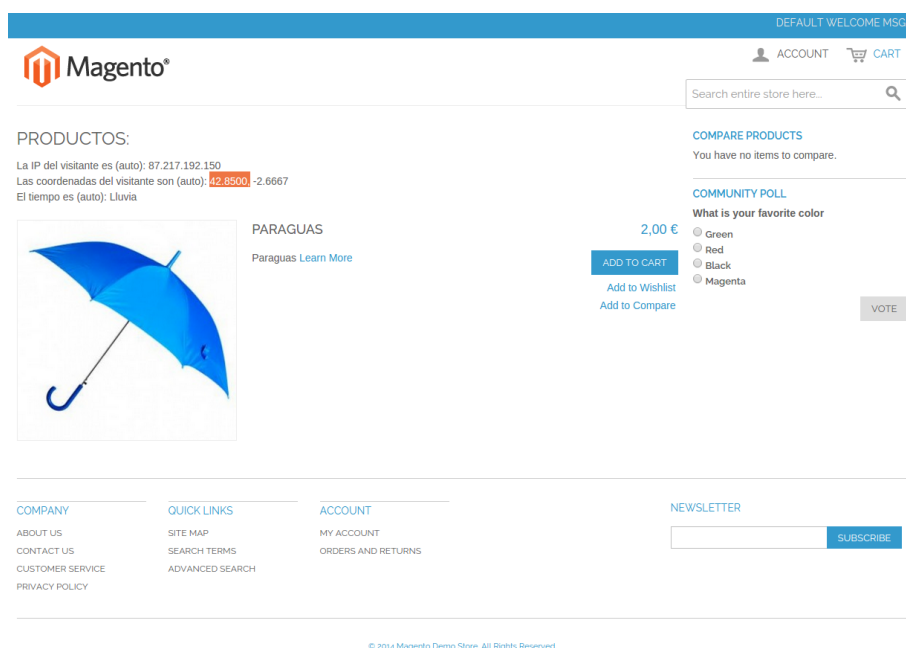 DEFAULT WELCOME MSG
Magento®
ACCOUNT
CART
Search entire store here...
PRODUCTOS:
La IP del visitante es (auto): 87.217.192.150
Las coordenadas del visitante son (auto): 42.8500, -2.6667
El tiempo es (auto): Lluvia
PARAGUAS
2,00 €
Paraguas Learn More
ADD TO CART
Add to Wishlist
Add to Compare
COMPARE PRODUCTS
You have no items to compare.
COMMUNITY POLL
What is your favorite color
Green
Red
Black
Magenta
VOTE
COMPANY
ABOUT US
CONTACT US
CUSTOMER SERVICE
PRIVACY POLICY
QUICK LINKS
SITE MAP
SEARCH TERMS
ADVANCED SEARCH
ACCOUNT
MY ACCOUNT
ORDERS AND RETURNS
NEWSLETTER
SUBSCRIBE
© 2014 Magento Demo Store. All Rights Reserved.